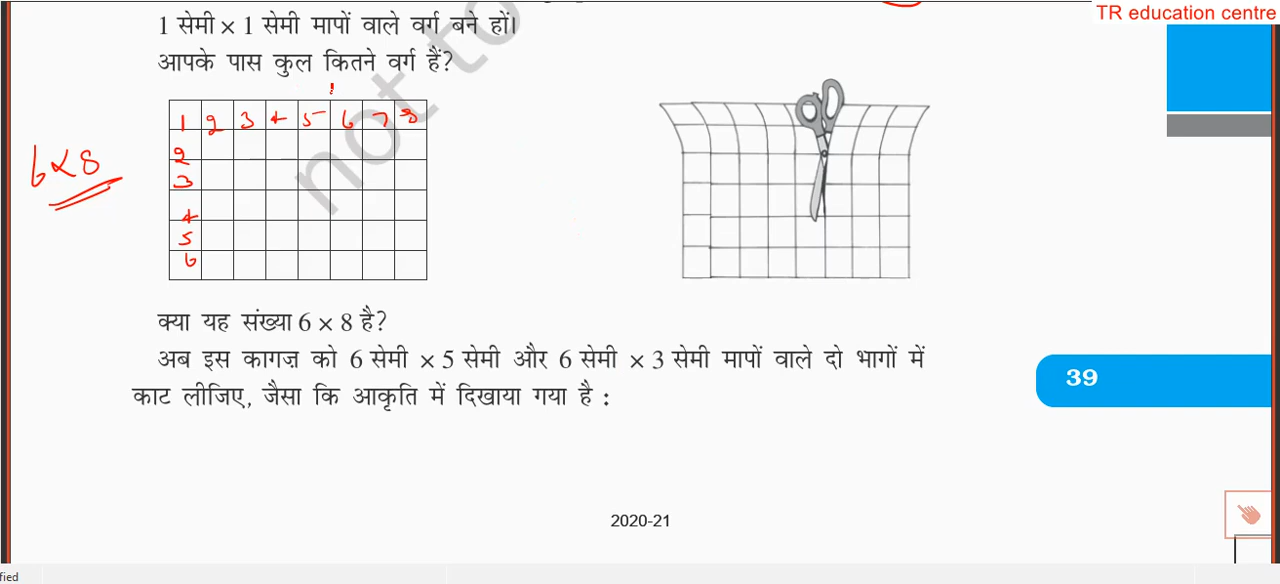 TR education centre
1 सेमी × 1 सेमी मापों वाले वर्ग बने हों।
आपके पास कुल कितने वर्ग हैं?
not to
1 2 3 4 5 6 7 8
2
3
4
5
6
6×8
क्या यह संख्या 6 × 8 है?
अब इस कागज़ को 6 सेमी × 5 सेमी और 6 सेमी × 3 सेमी मापों वाले दो भागों में
काट लीजिए, जैसा कि आकृति में दिखाया गया है :
39
2020-21
fied